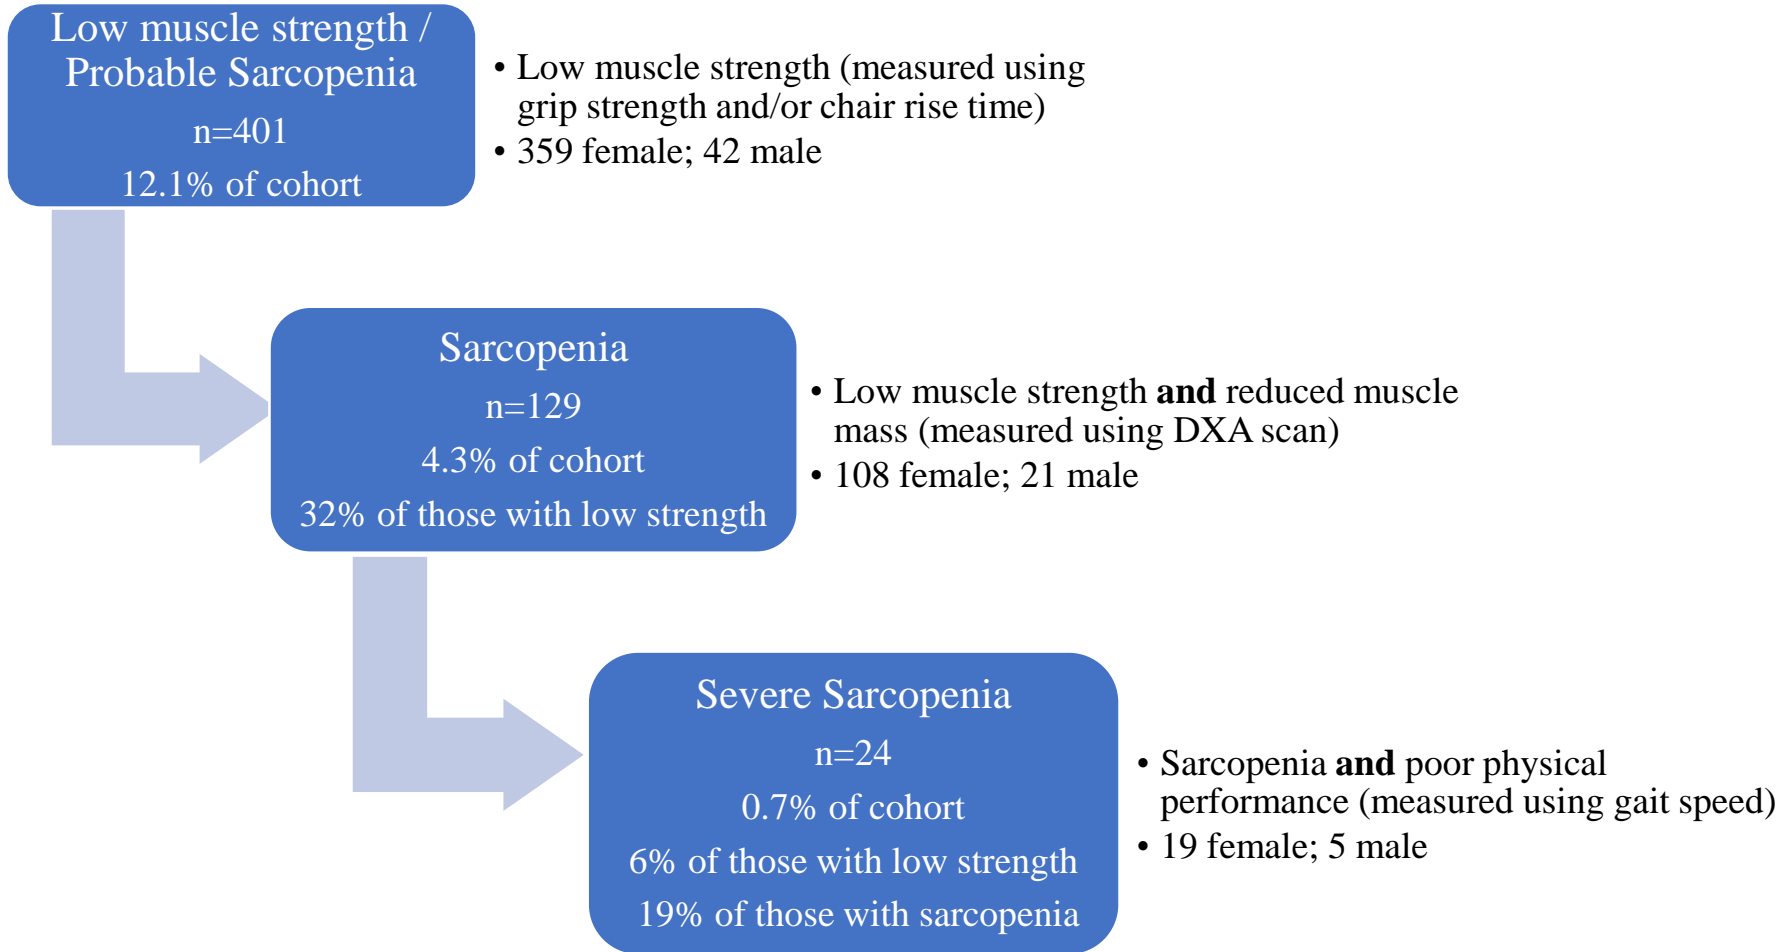 Low muscle strength /
Probable Sarcopenia
n=401
12.1% of cohort
• Low muscle strength (measured using
grip strength and/or chair rise time)
• 359 female; 42 male
Sarcopenia
n=129
4.3% of cohort
32% of those with low strength
• Low muscle strength and reduced muscle
mass (measured using DXA scan)
• 108 female; 21 male
Severe Sarcopenia
n=24
0.7% of cohort
6% of those with low strength
19% of those with sarcopenia
• Sarcopenia and poor physical
performance (measured using gait speed)
• 19 female; 5 male